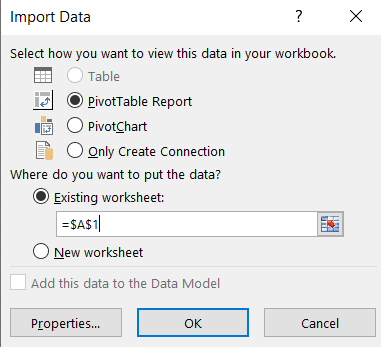 Import Data
?
Select how you want to view this data in your workbook.
Table
PivotTable Report
PivotChart
Only Create Connection
Where do you want to put the data?
Existing worksheet:
=$A$1
New worksheet
Add this data to the Data Model
Properties... OK Cancel